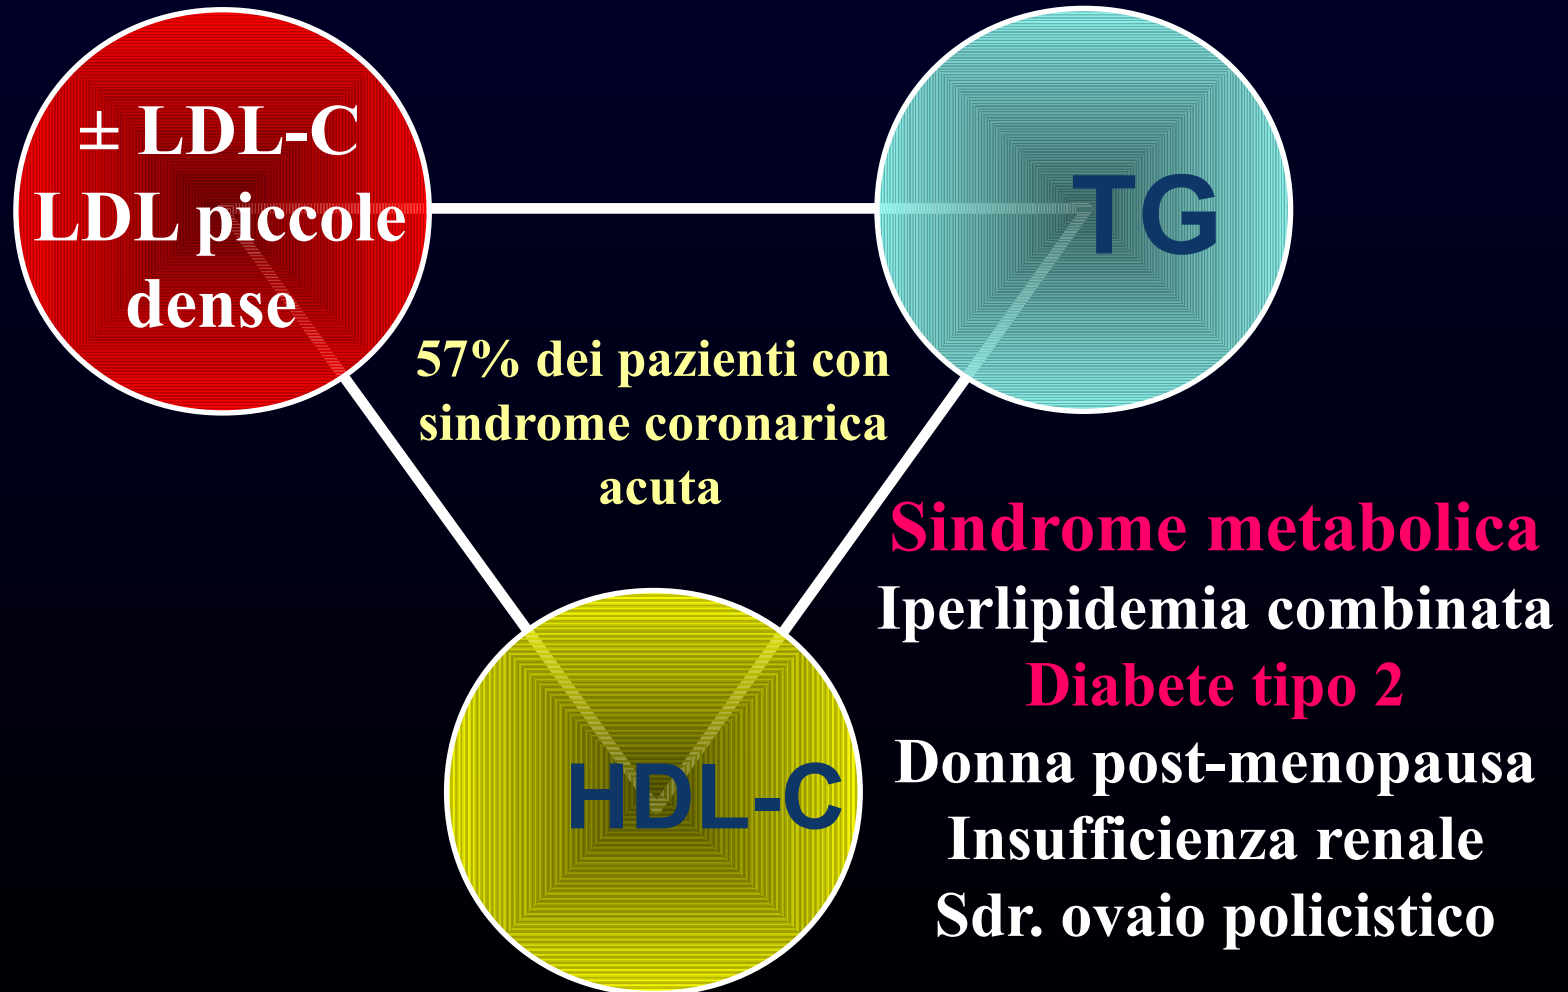 ± LDL-C
LDL piccole
dense
TG
57% dei pazienti con
sindrome coronarica
acuta
HDL-C
Sindrome metabolica
Iperlipidemia combinata
Diabete tipo 2
Donna post-menopausa
Insufficienza renale
Sdr. ovaio policistico